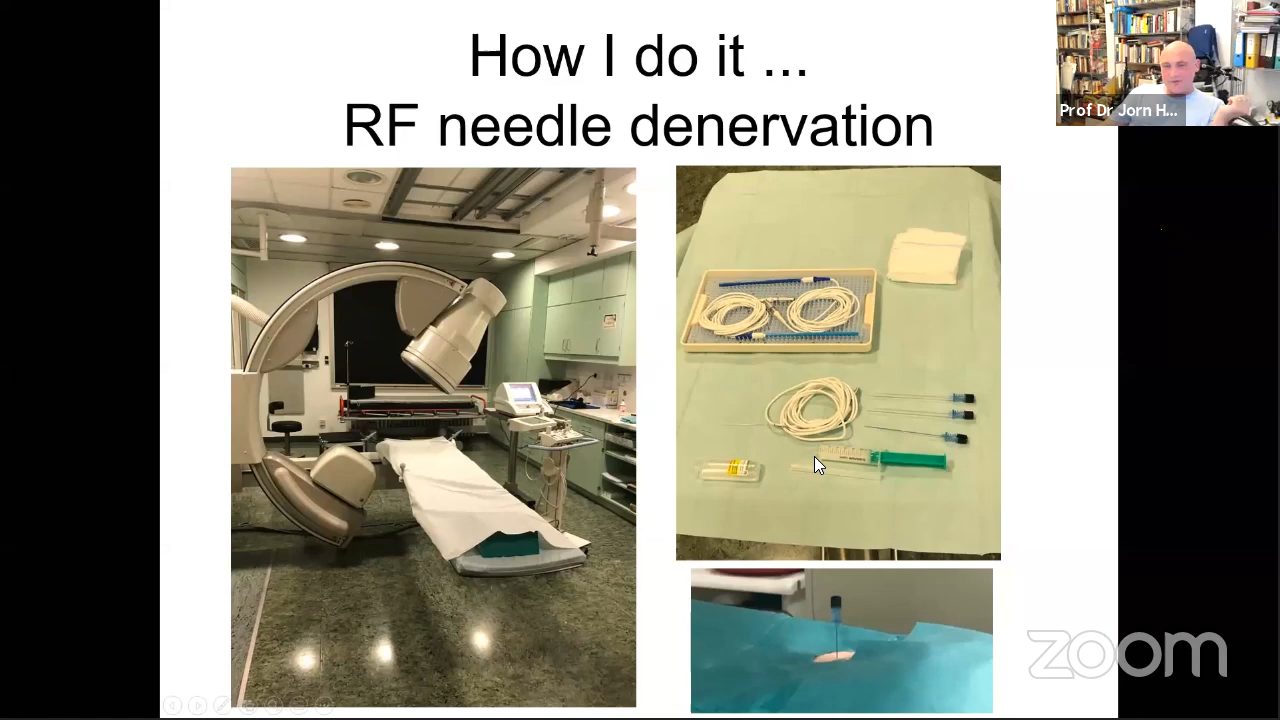 How I do it ...
RF needle denervation
Prof Dr Jorn H...
zoom